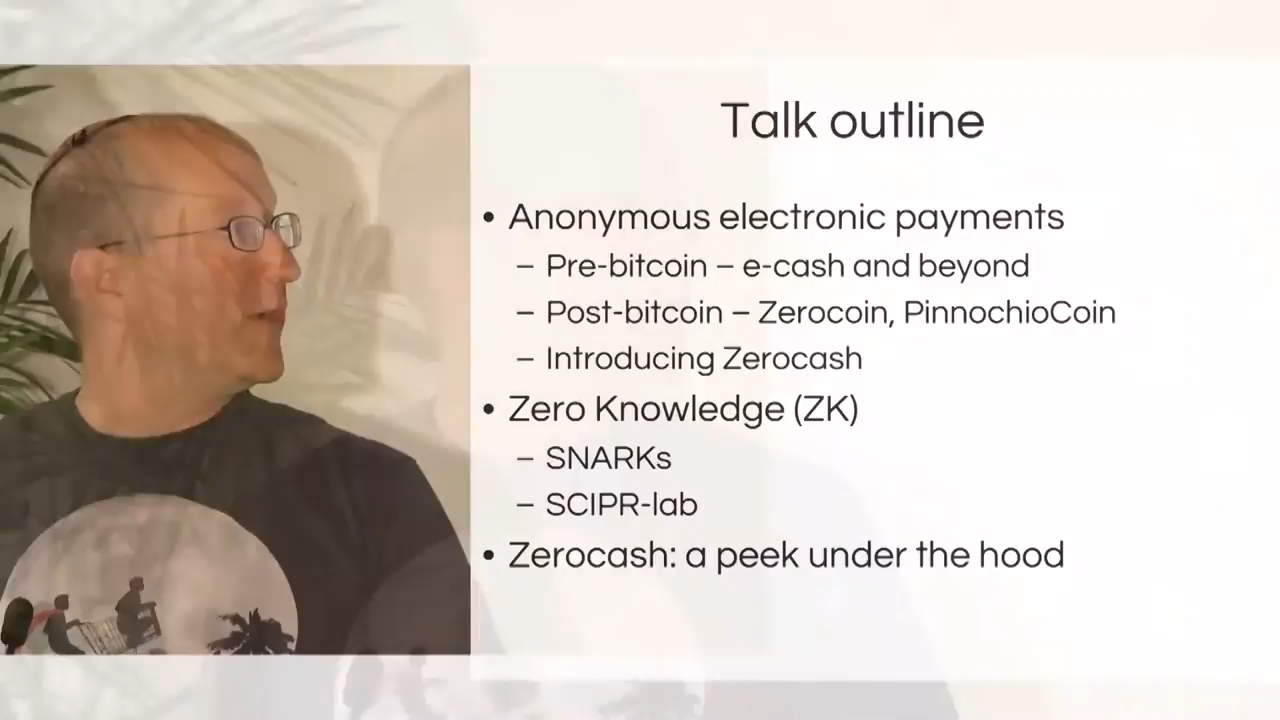 Talk outline
• Anonymous electronic payments
– Pre-bitcoin – e-cash and beyond
– Post-bitcoin – Zerocoin, PinnochioCoin
– Introducing Zerocash
• Zero Knowledge (ZK)
– SNARKs
– SCIPR-lab
• Zerocash: a peek under the hood